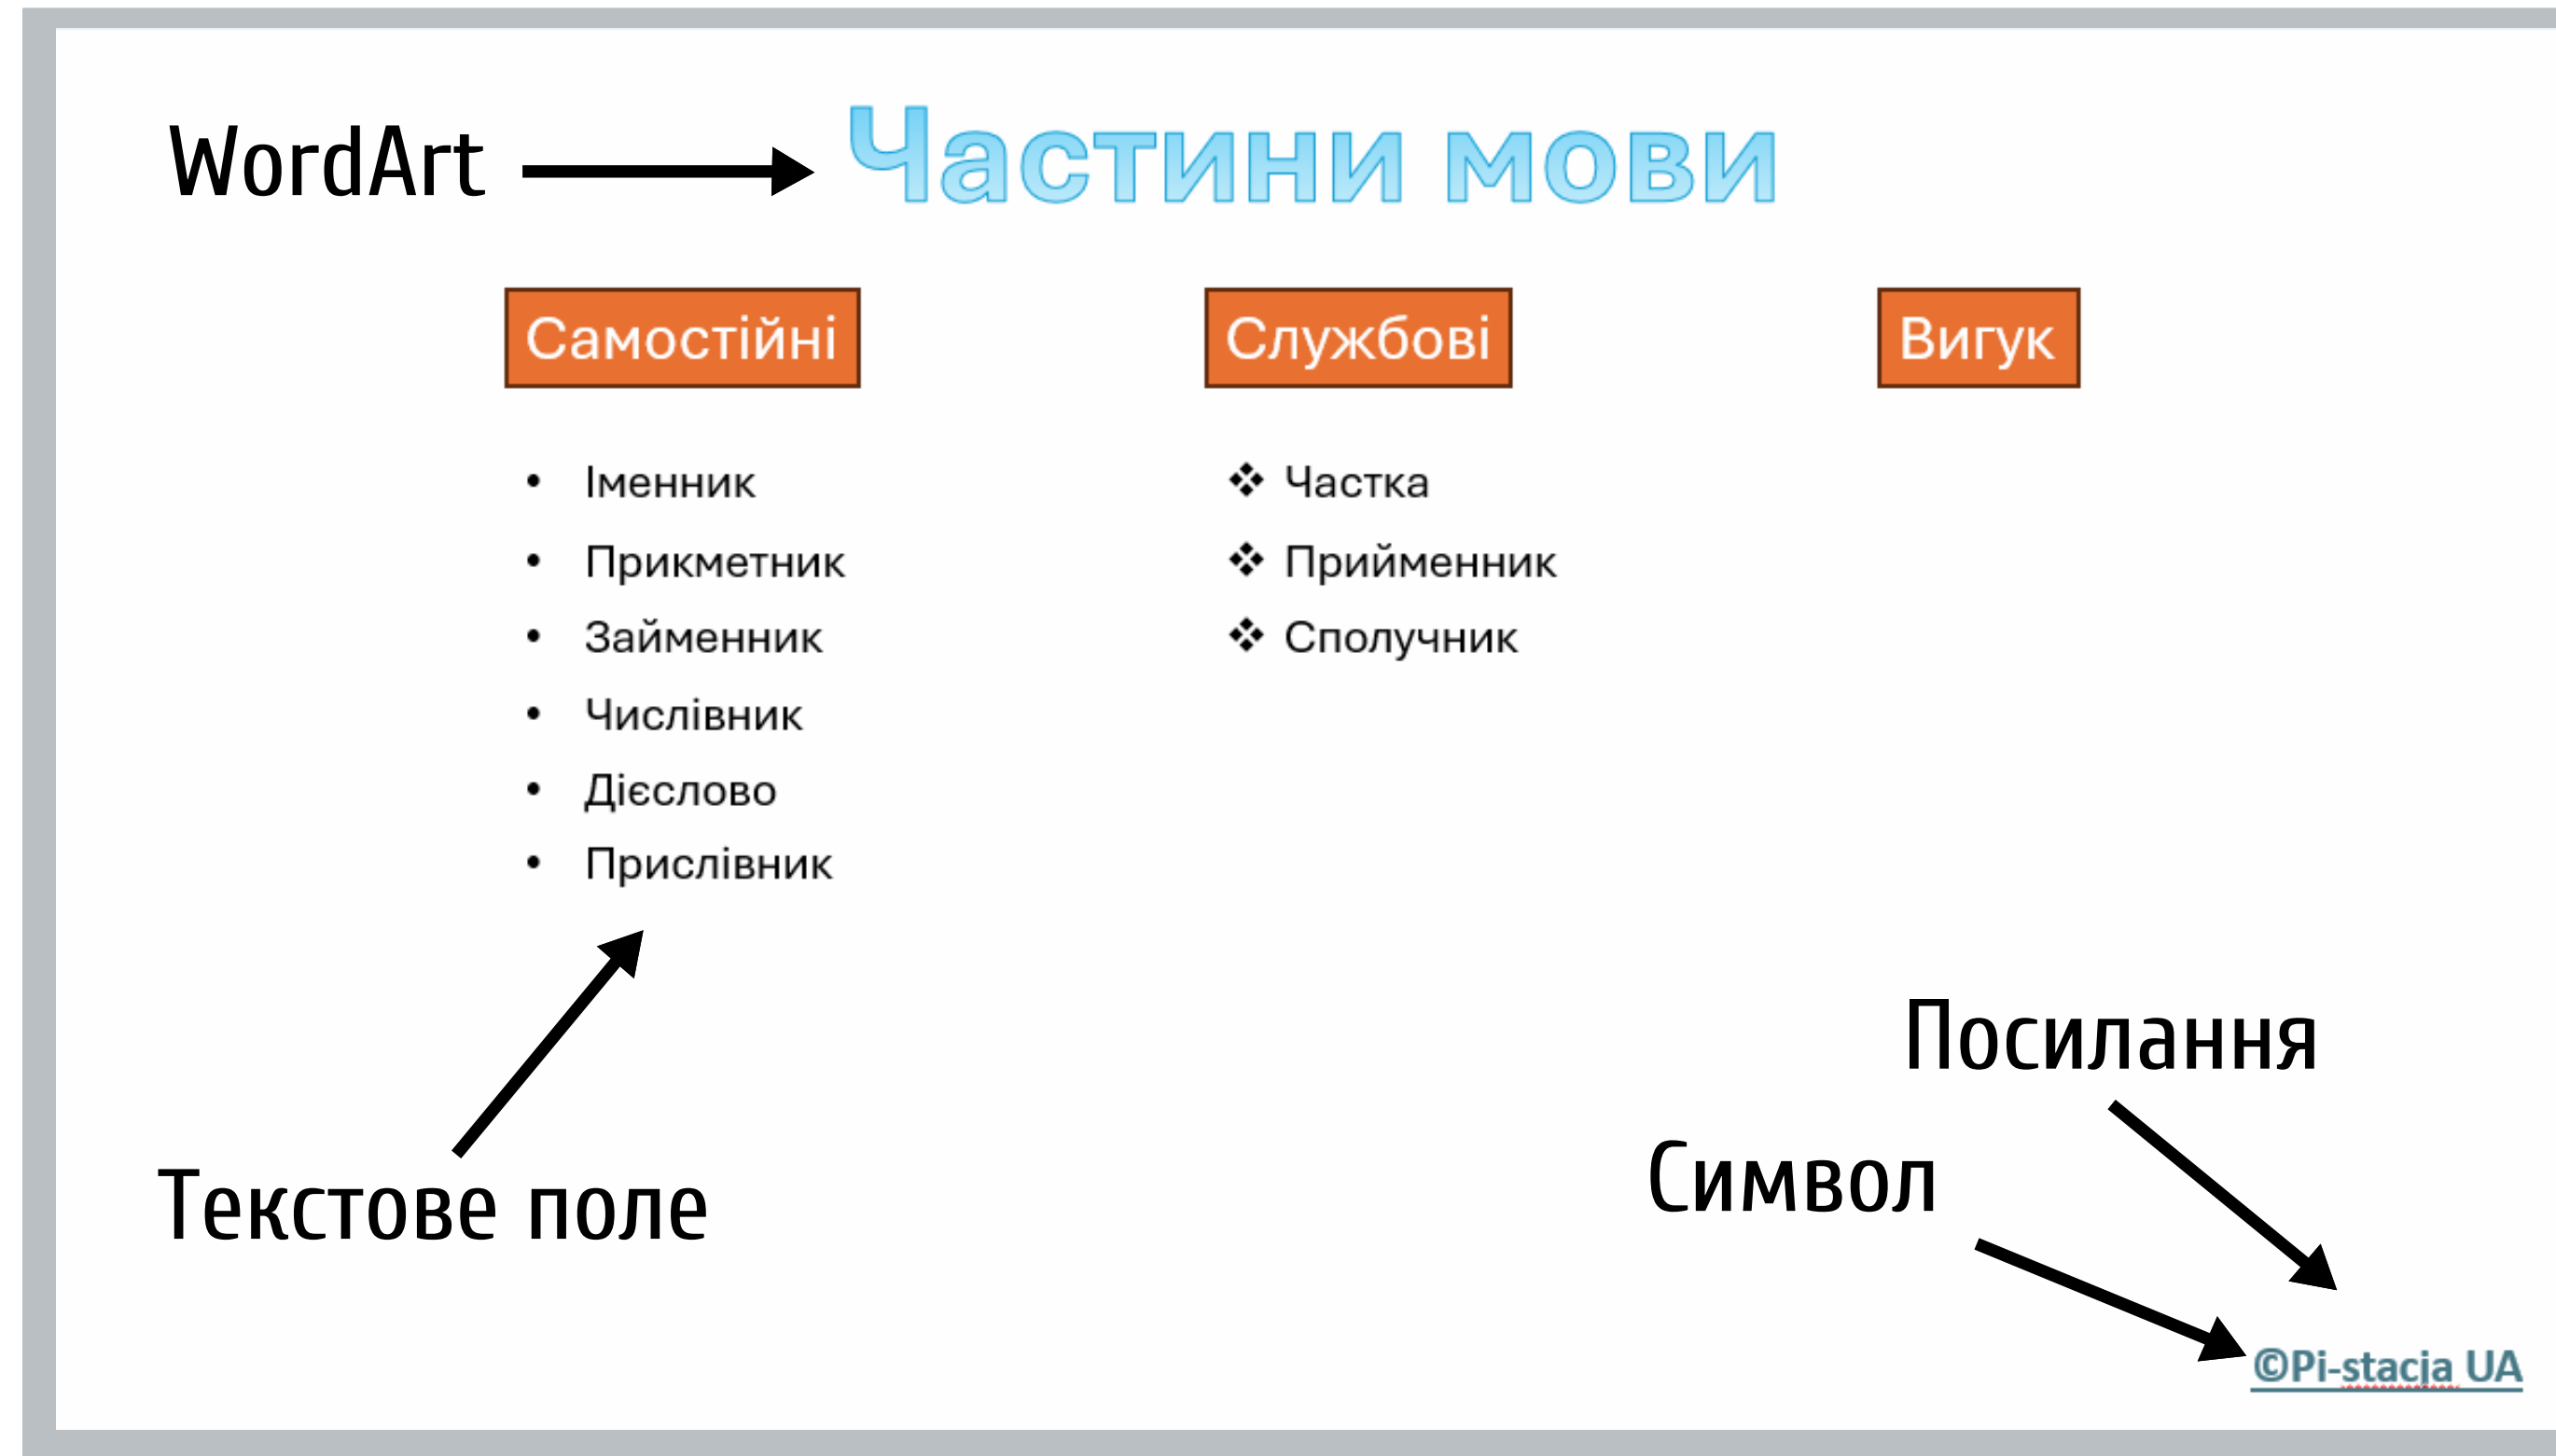 WordArt
Частини мови
Самостійні
Службові
Вигук
• Іменник
• Прикметник
• Займенник
• Числівник
• Дієслово
• Прислівник
❖ Частка
❖ Прийменник
❖ Сполучник
Текстове поле
Посилання
Символ
©Pi-stacja UA